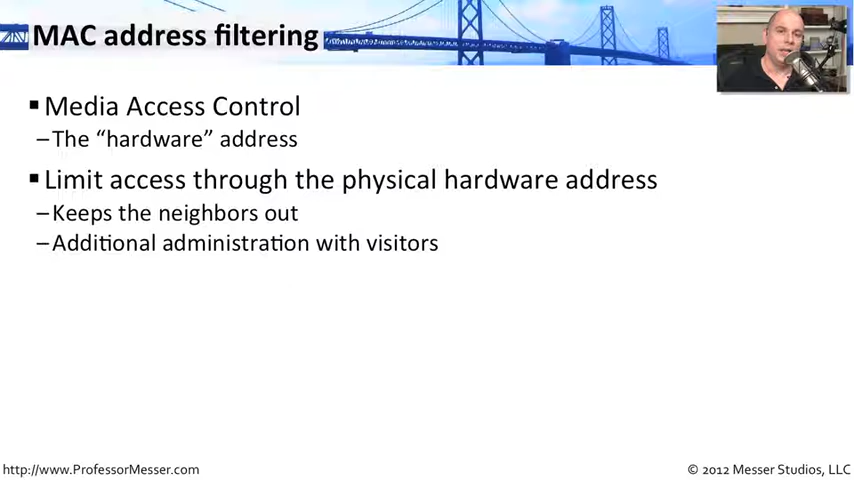 MAC address filtering
▪ Media Access Control
–The “hardware” address
▪ Limit access through the physical hardware address
–Keeps the neighbors out
–Additional administration with visitors
http://www.ProfessorMesser.com
© 2012 Messer Studios, LLC